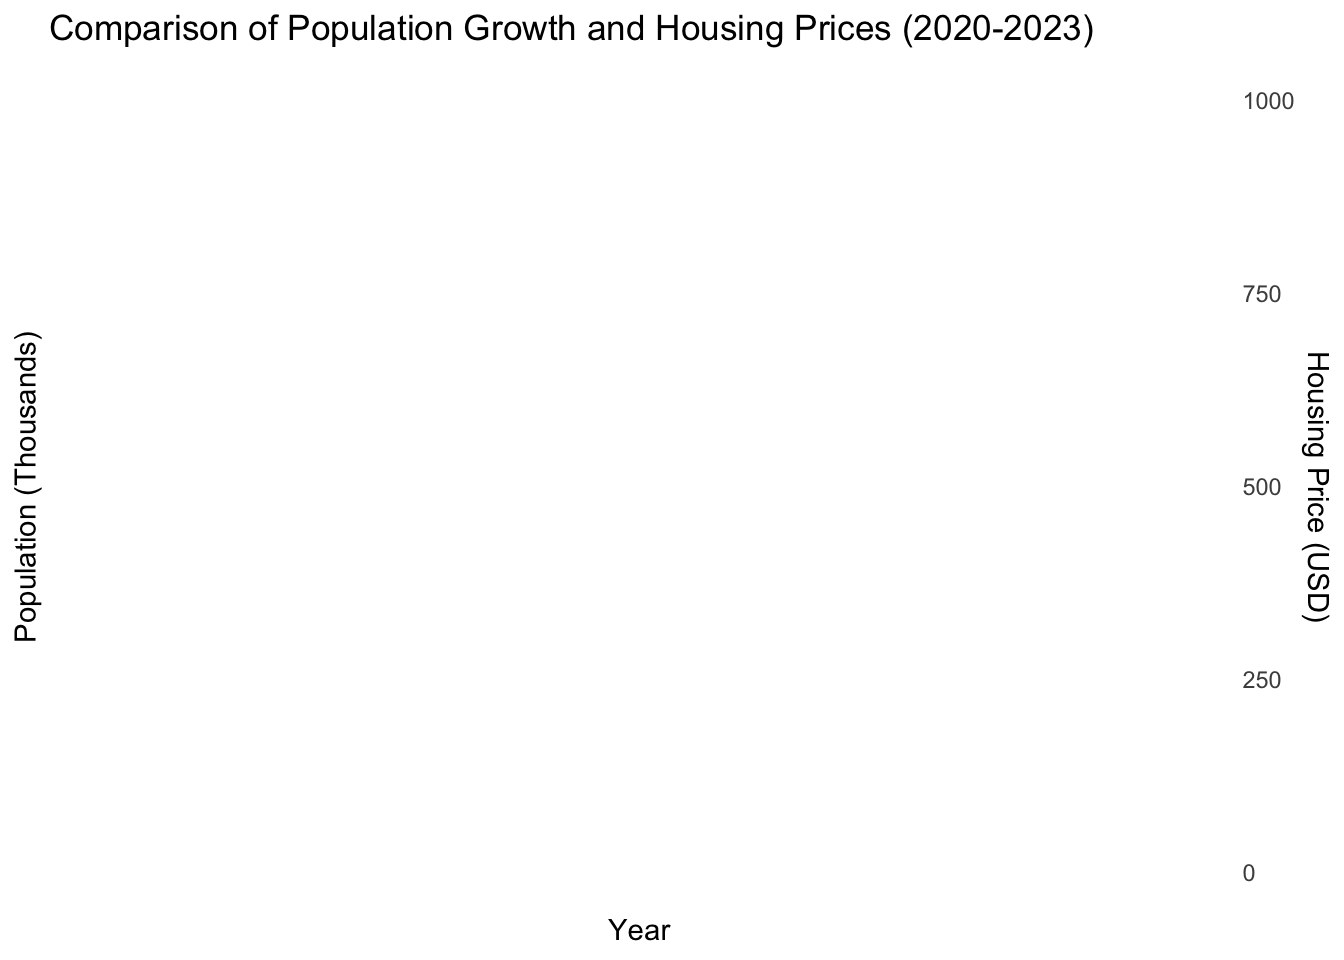 Comparison of Population Growth and Housing Prices (2020-2023)
Population (Thousands)
1000
750
500
250
0
Housing Price (USD)
Year